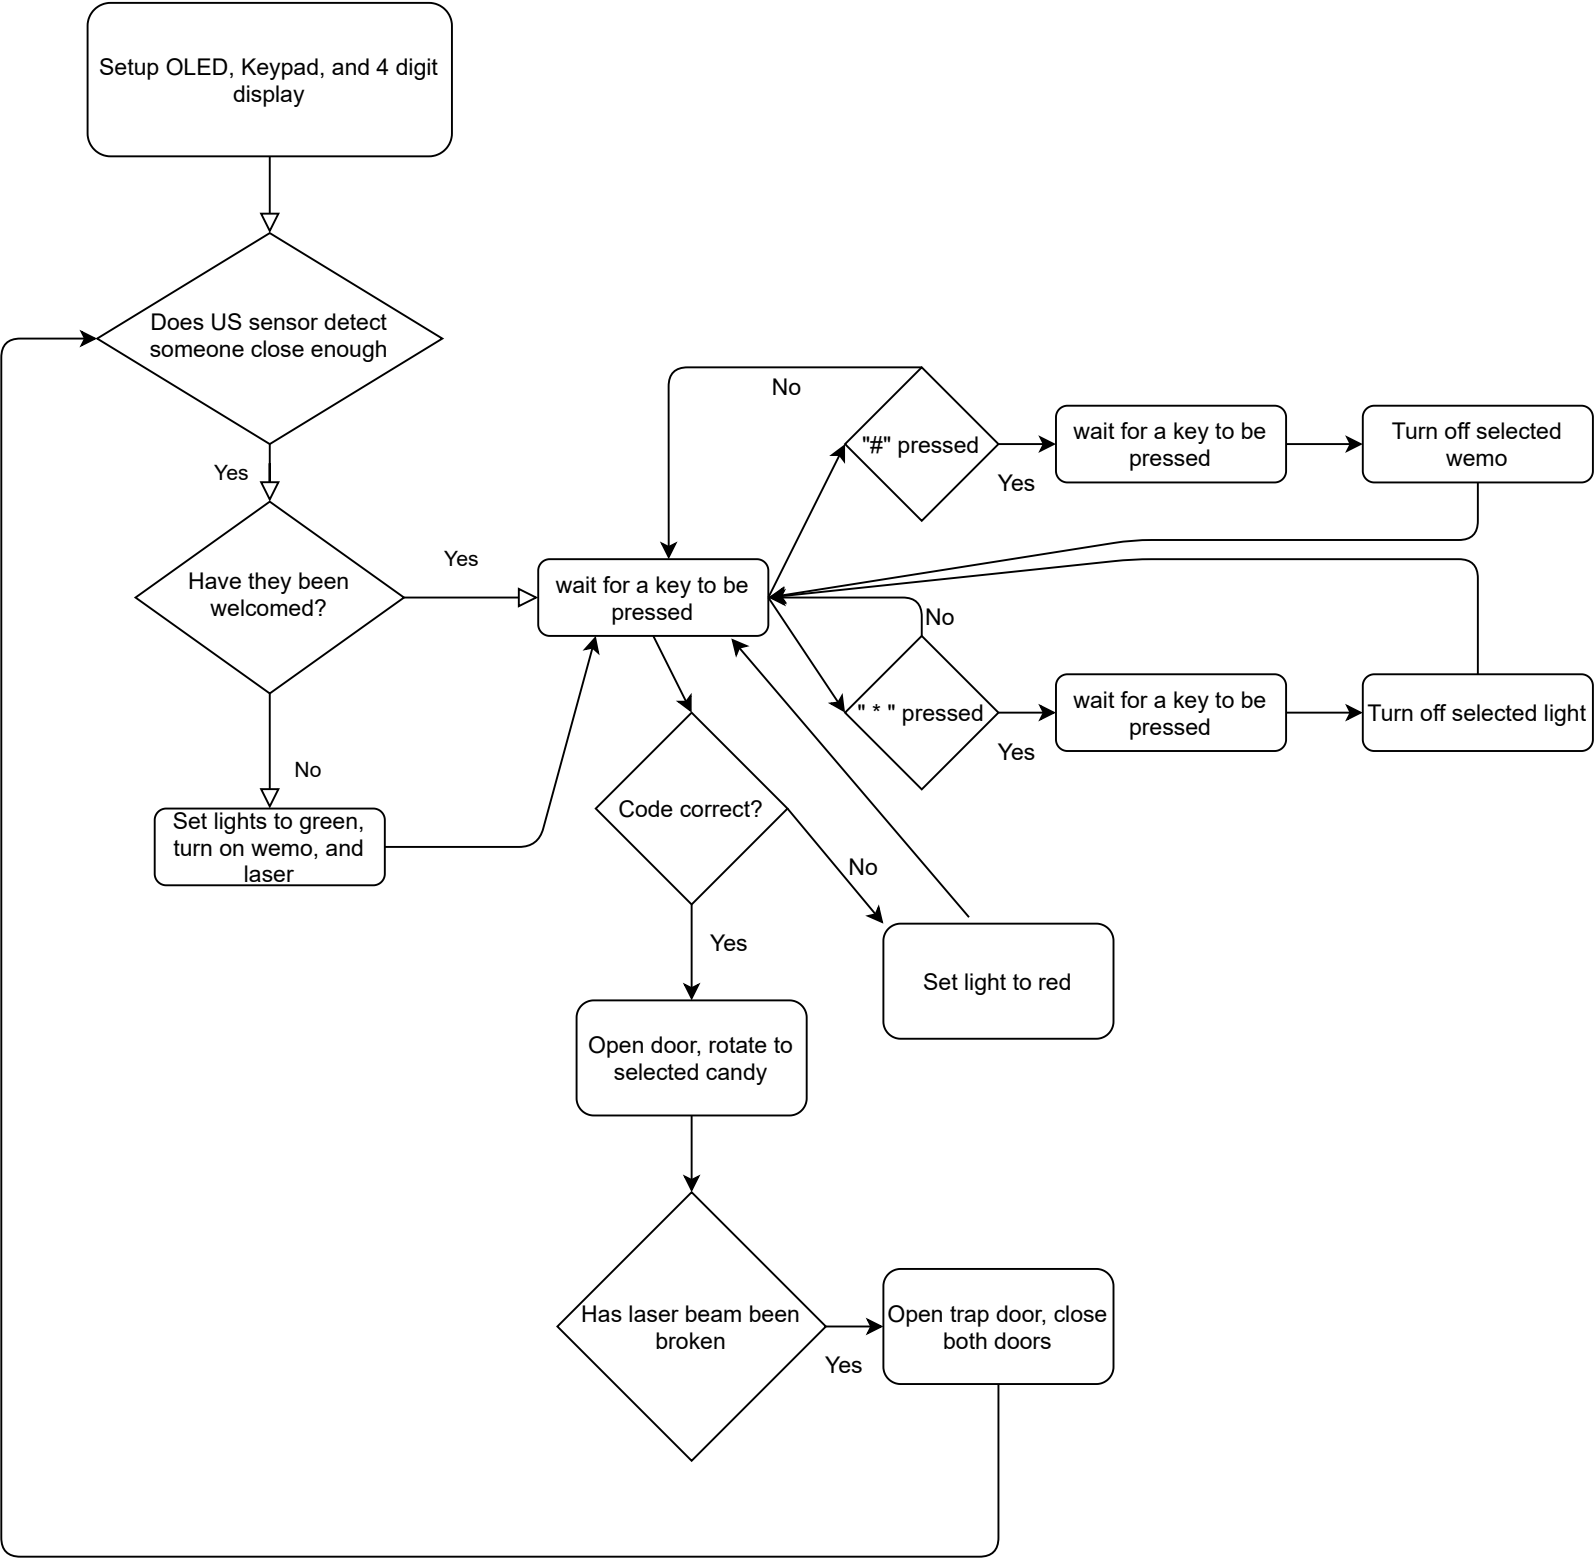 Setup OLED, Keypad, and 4 digit
display
Does US sensor detect
someone close enough
Yes
Have they been
welcomed?
Yes
No
Set lights to green,
turn on wemo, and
laser
wait for a key to be
pressed
No
"#" pressed
Yes
wait for a key to be
pressed
Turn off selected
wemo
No
" * " pressed
Yes
wait for a key to be
pressed
Turn off selected light
Code correct?
No
Yes
Set light to red
Open door, rotate to
selected candy
Has laser beam been
broken
Yes
Open trap door, close
both doors